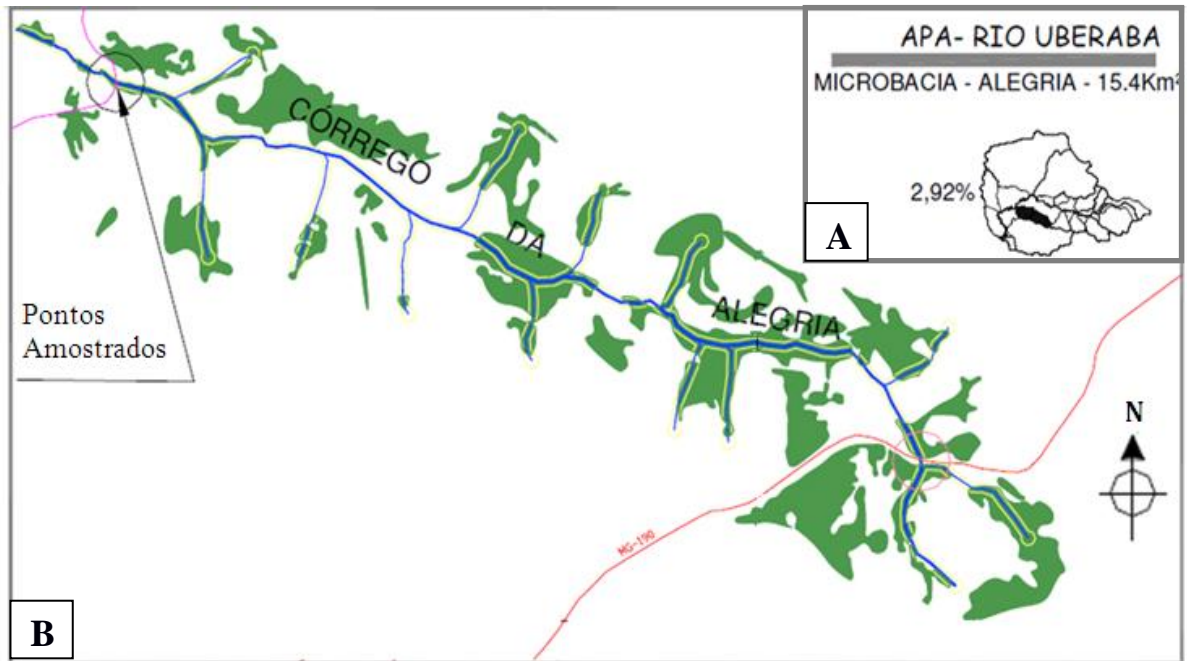 APA- RIO UBERABA
MICROBACIA - ALEGRIA - 15.4Km²
2,92%
A
CÓRREGO
DA
ALEGRIA
Pontos
Amostrados
N
MG-190
B